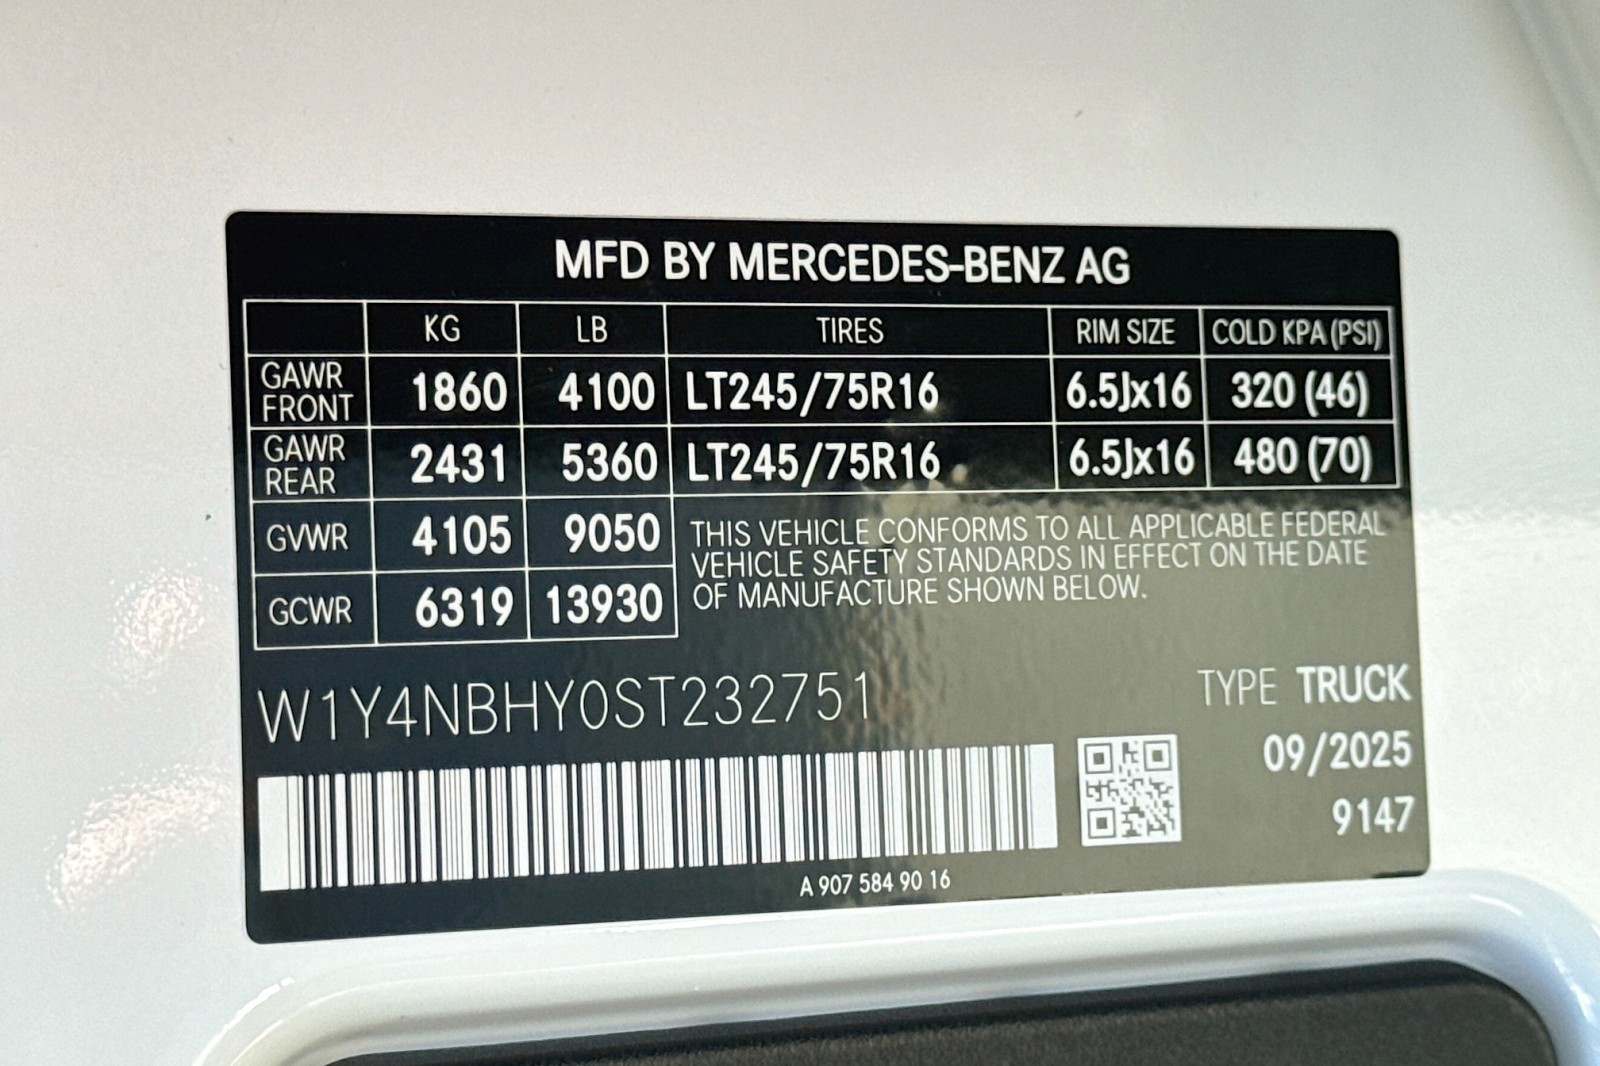 MFD BY MERCEDES-BENZ AG
KG LB TIRES RIM SIZE COLD KPA (PSI)
GAWR FRONT 1860 4100 LT245/75R16 6.5Jx16 320 (46)
GAWR REAR 2431 5360 LT245/75R16 6.5Jx16 480 (70)
GVWR 4105 9050
GCWR 6319 13930
THIS VEHICLE CONFORMS TO ALL APPLICABLE FEDERAL
VEHICLE SAFETY STANDARDS IN EFFECT ON THE DATE
OF MANUFACTURE SHOWN BELOW.
W1Y4NBHY0ST232751
TYPE TRUCK
09/2025
9147
A 907 584 90 16